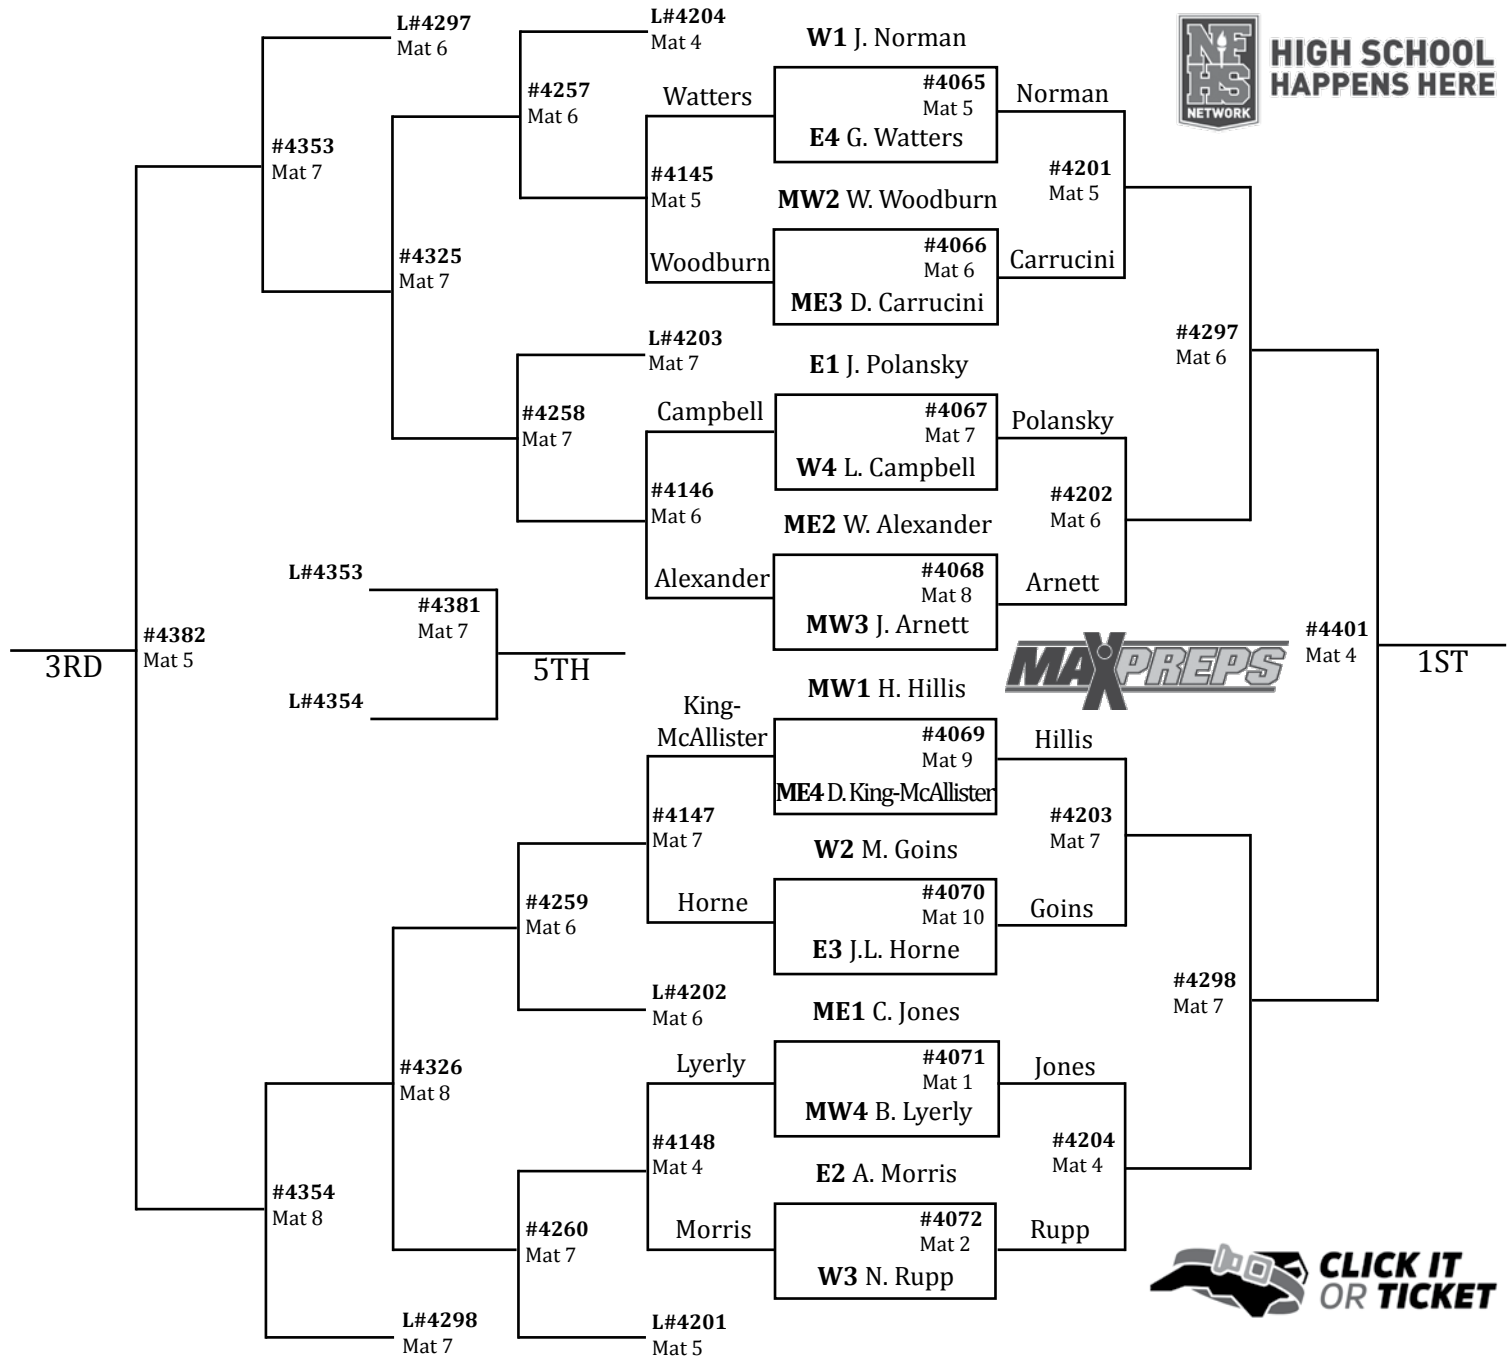 L#4297
Mat 6
L#4204
Mat 4
W1 J. Norman
NFHS
NETWORK
HIGH SCHOOL
HAPPENS HERE
#4257
Mat 6
Watters
#4065
Mat 5
Norman
E4 G. Watters
#4353
Mat 7
#4145
Mat 5
#4201
Mat 5
MW2 W. Woodburn
#4325
Mat 7
Woodburn
#4066
Mat 6
Carrucini
ME3 D. Carrucini
L#4203
Mat 7
#4297
Mat 6
E1 J. Polansky
#4258
Mat 7
Campbell
#4067
Mat 7
Polansky
W4 L. Campbell
#4146
Mat 6
#4202
Mat 6
ME2 W. Alexander
L#4353
Alexander
#4068
Mat 8
Arnett
#4381
Mat 7
MW3 J. Arnett
#4382
Mat 5
3RD
5TH
MAXPREPS
#4401
Mat 4
1ST
L#4354
MW1 H. Hillis
King-
McAllister
#4069
Mat 9
Hillis
ME4 D. King-McAllister
#4147
Mat 7
#4203
Mat 7
W2 M. Goins
#4259
Mat 6
Horne
#4070
Mat 10
Goins
E3 J.L. Horne
L#4202
Mat 6
#4298
Mat 7
ME1 C. Jones
#4326
Mat 8
Lyerly
#4071
Mat 1
Jones
MW4 B. Lyerly
#4148
Mat 4
#4204
Mat 4
E2 A. Morris
#4354
Mat 8
#4260
Mat 7
Morris
#4072
Mat 2
Rupp
W3 N. Rupp
L#4298
Mat 7
L#4201
Mat 5
CLICK IT
OR TICKET